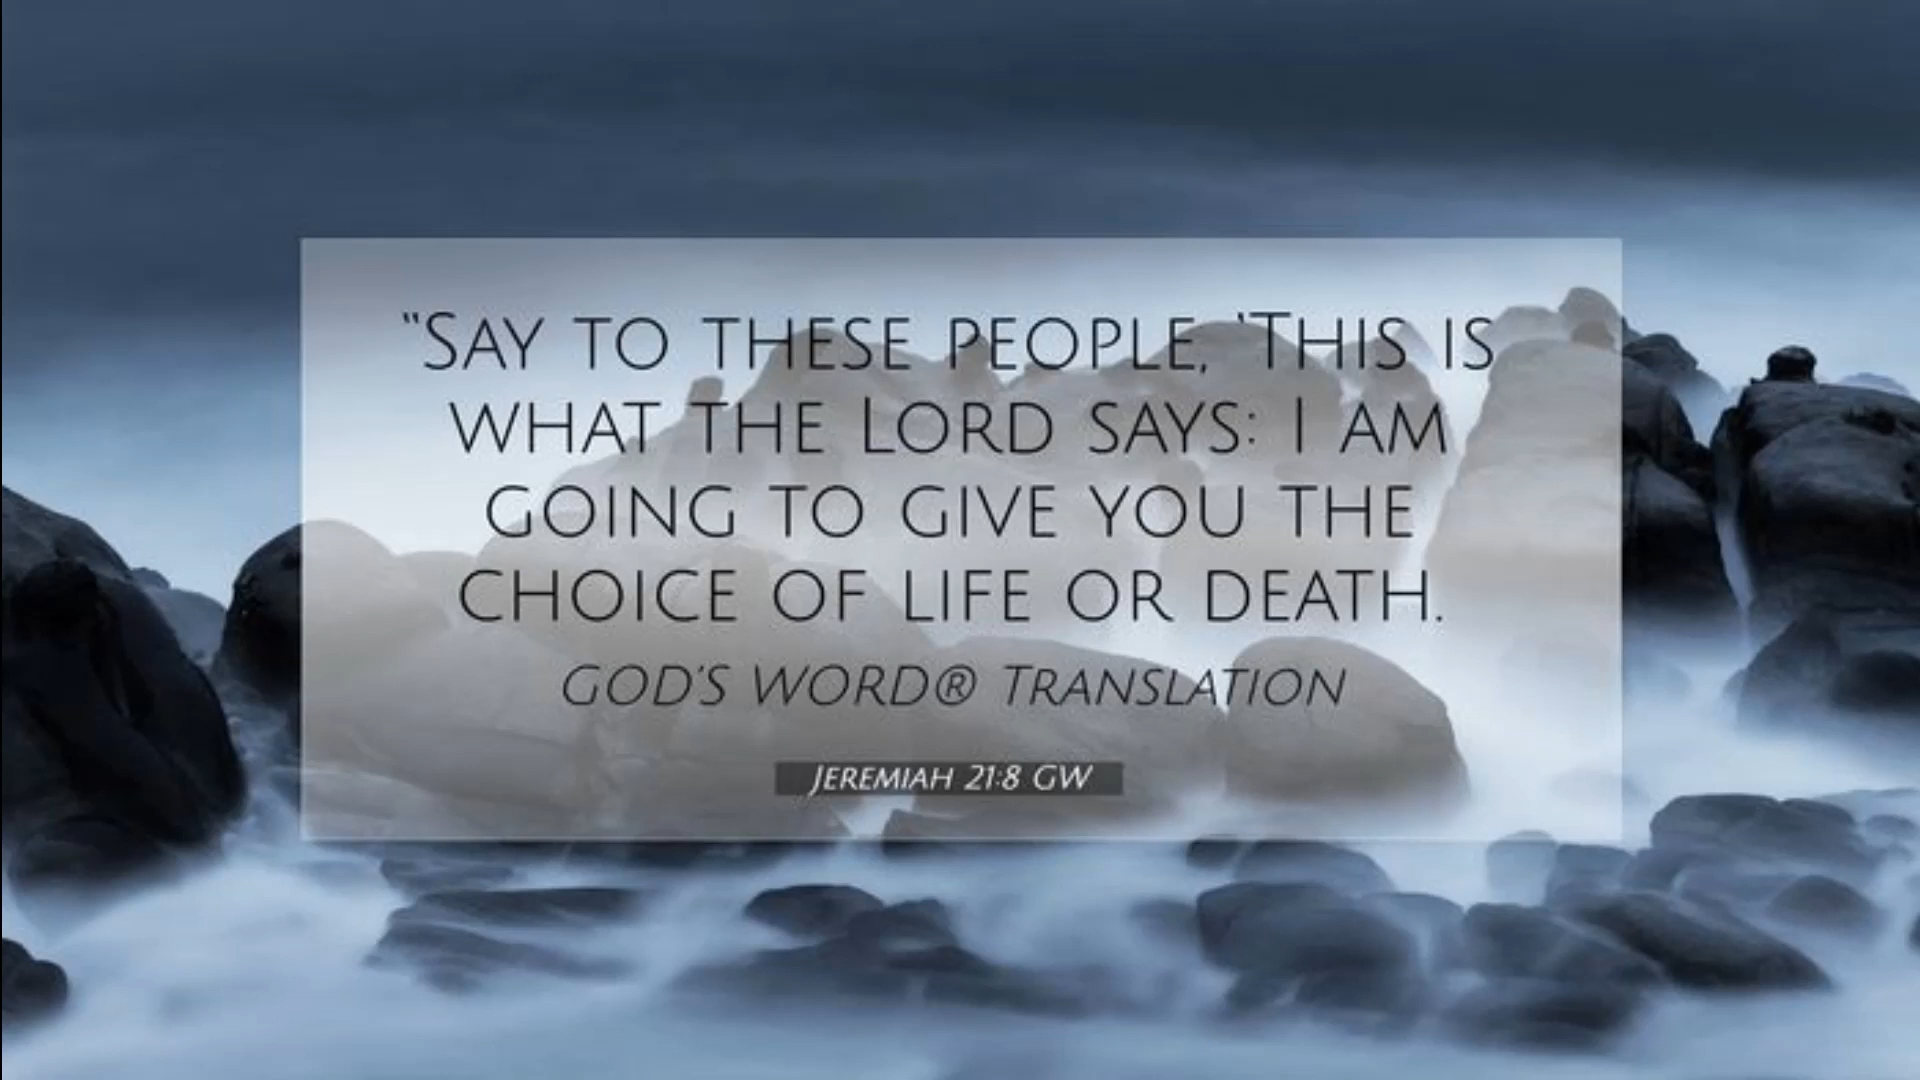 “Say to these people, 'This is
what the Lord says: I am
going to give you the
choice of life or death.
GOD'S WORD® Translation
Jeremiah 21:8 GW